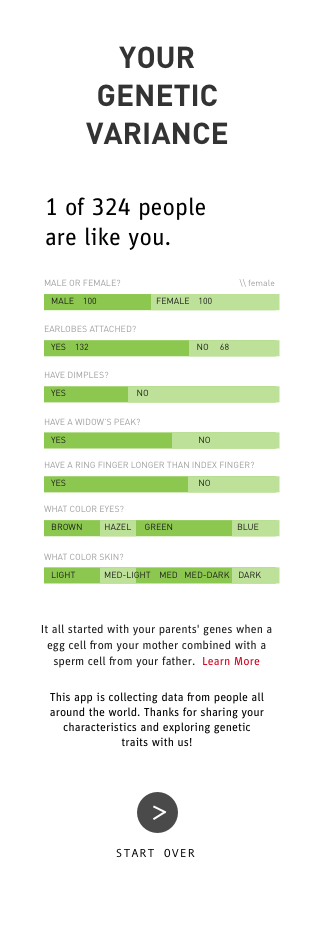 YOUR
GENETIC
VARIANCE
1 of 324 people
are like you.
MALE OR FEMALE? \\ female
MALE 100 FEMALE 100
EARLOBES ATTACHED?
YES 132 NO 68
HAVE DIMPLES?
YES NO
HAVE A WIDOW'S PEAK?
YES NO
HAVE A RING FINGER LONGER THAN INDEX FINGER?
YES NO
WHAT COLOR EYES?
BROWN HAZEL GREEN BLUE
WHAT COLOR SKIN?
LIGHT MED-LIGHT MED MED-DARK DARK
It all started with your parents' genes when a
egg cell from your mother combined with a
sperm cell from your father. Learn More
This app is collecting data from people all
around the world. Thanks for sharing your
characteristics and exploring genetic
traits with us!
>
START OVER